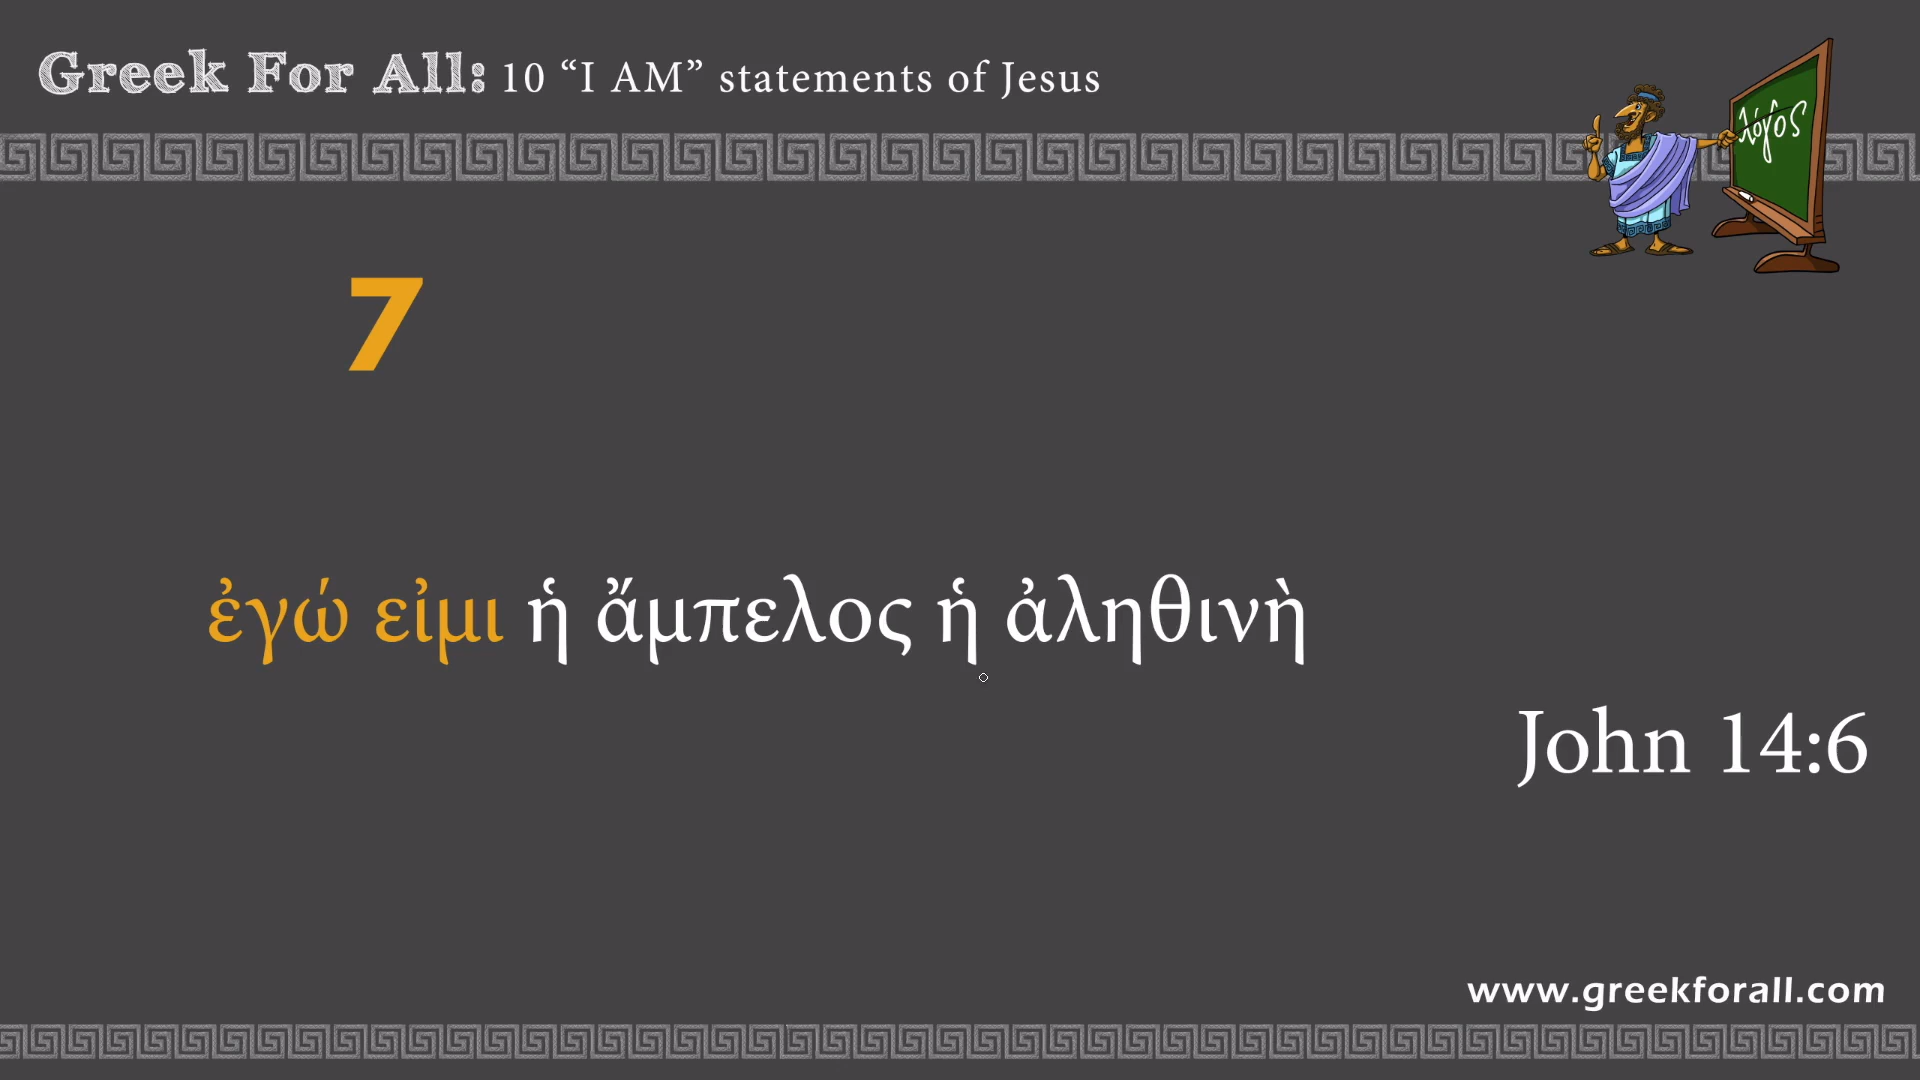 Greek For All: 10 “I AM” statements of Jesus
λόγος
7
ἐγώ εἰμι ἡ ἄμπελος ἡ ἀληθινὴ
John 14:6
www.greekforall.com